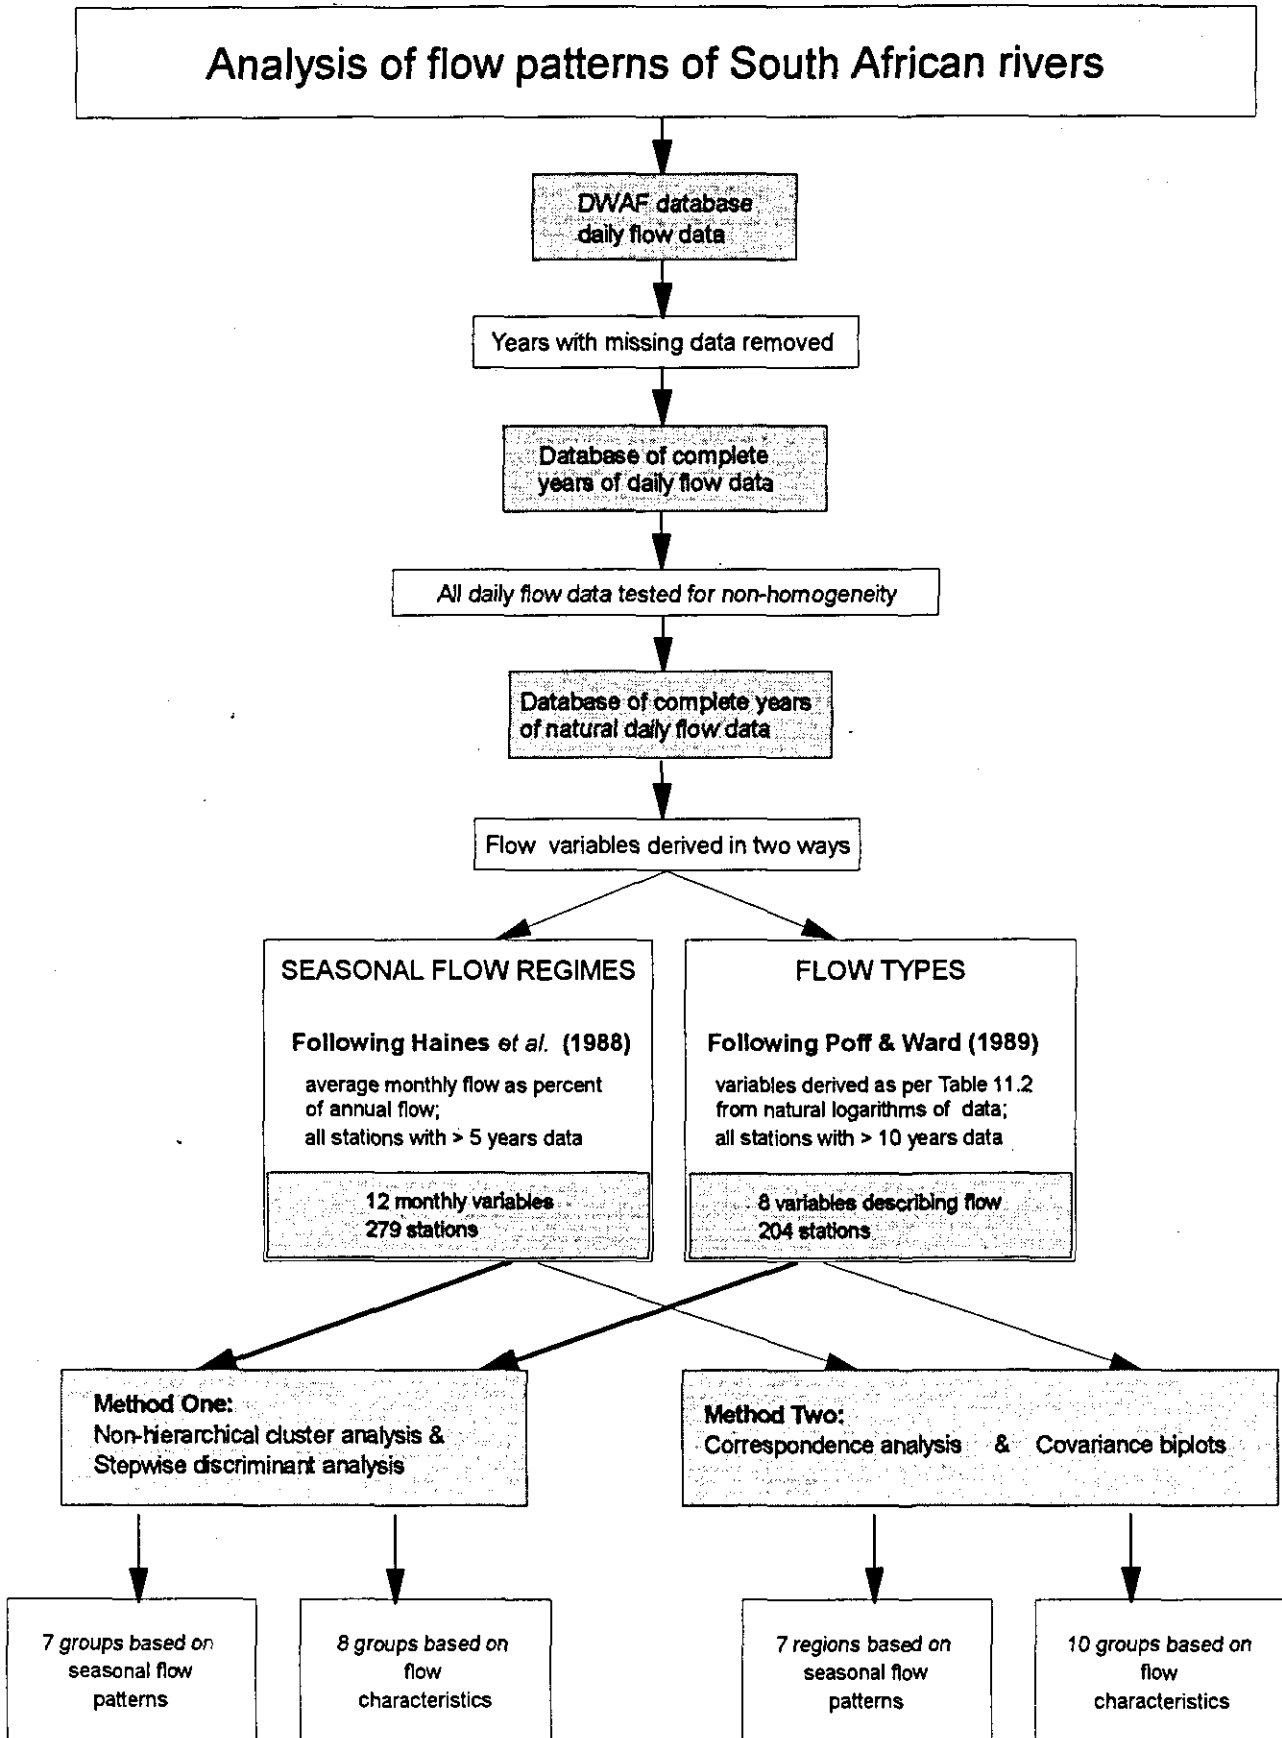 Analysis of flow patterns of South African rivers
DWAF database
daily flow data
Years with missing data removed
Database of complete
years of daily flow data
All daily flow data tested for non-homogeneity
Database of complete years
of natural daily flow data
Flow variables derived in two ways
SEASONAL FLOW REGIMES
Following Haines et al. (1988)
average monthly flow as percent
of annual flow;
all stations with > 5 years data
12 monthly variables
279 stations
FLOW TYPES
Following Poff & Ward (1989)
variables derived as per Table 11.2
from natural logarithms of data;
all stations with > 10 years data
8 variables describing flow
204 stations
Method One:
Non-hierarchical cluster analysis &
Stepwise discriminant analysis
Method Two:
Correspondence analysis & Covariance biplots
7 groups based on
seasonal flow
patterns
8 groups based on
flow
characteristics
7 regions based on
seasonal flow
patterns
10 groups based on
flow
characteristics